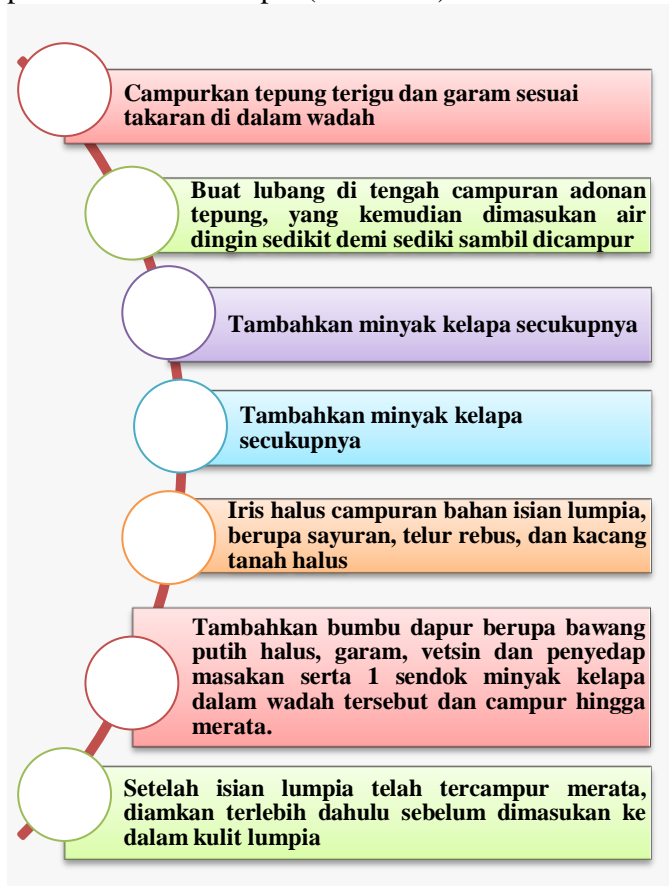 Campurkan tepung terigu dan garam sesuai
takaran di dalam wadah
Buat lubang di tengah campuran adonan
tepung, yang kemudian dimasukan air
dingin sedikit demi sediki sambil dicampur
Tambahkan minyak kelapa secukupnya
Tambahkan minyak kelapa
secukupnya
Iris halus campuran bahan isian lumpia,
berupa sayuran, telur rebus, dan kacang
tanah halus
Tambahkan bumbu dapur berupa bawang
putih halus, garam, vetsin dan penyedap
masakan serta 1 sendok minyak kelapa
dalam wadah tersebut dan campur hingga
merata.
Setelah isian lumpia telah tercampur merata,
diamkan terlebih dahulu sebelum dimasukan ke
dalam kulit lumpia